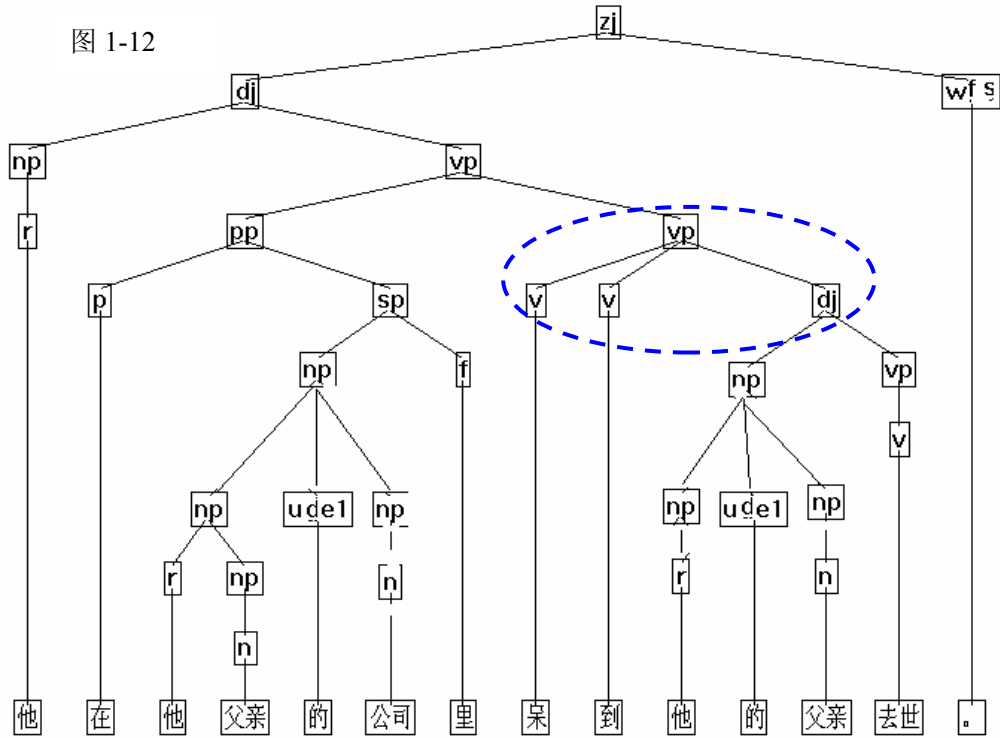 图 1-12
zj
dj wfs
np vp
r pp vp
p sp v v dj
np f np vp
v
np ude1 np np ude1 np
r np n r n
n
他 在 他 父亲 的 公司 里 呆 到 他 的 父亲 去世 。